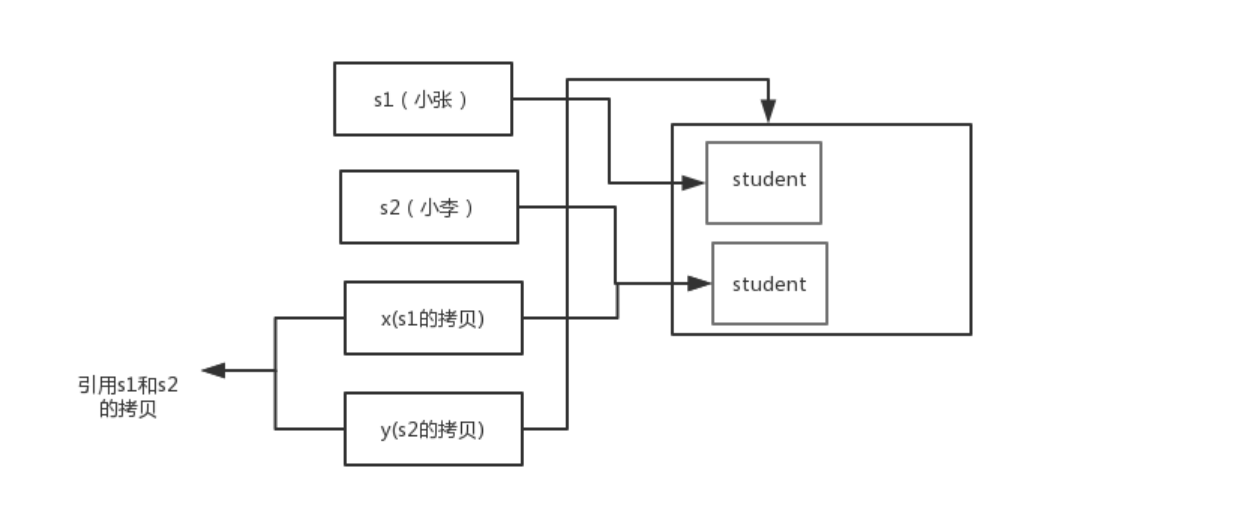 s1（小张）
student
s2（小李）
student
x(s1的拷贝)
引用s1和s2
的拷贝
y(s2的拷贝)